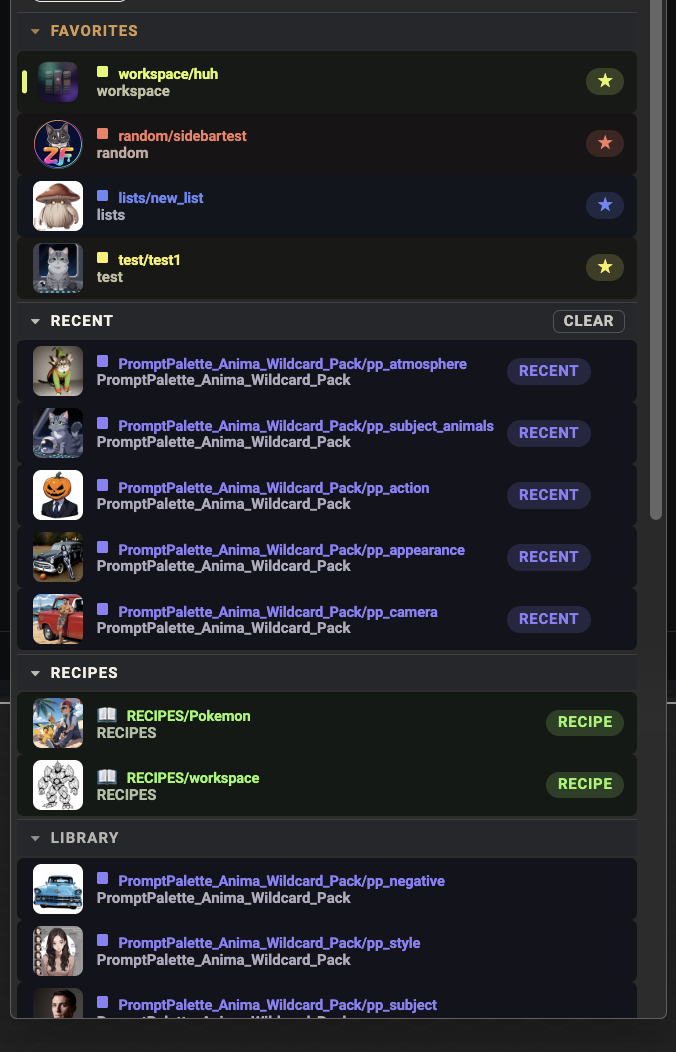 FAVORITES
workspace/huh
workspace
ZF
random/sidebartest
random
lists/new_list
lists
test/test1
test
RECENT
CLEAR
PromptPalette_Anima_Wildcard_Pack/pp_atmosphere
PromptPalette_Anima_Wildcard_Pack
RECENT
PromptPalette_Anima_Wildcard_Pack/pp_subject_animals
PromptPalette_Anima_Wildcard_Pack
RECENT
PromptPalette_Anima_Wildcard_Pack/pp_action
PromptPalette_Anima_Wildcard_Pack
RECENT
PromptPalette_Anima_Wildcard_Pack/pp_appearance
PromptPalette_Anima_Wildcard_Pack
RECENT
PromptPalette_Anima_Wildcard_Pack/pp_camera
PromptPalette_Anima_Wildcard_Pack
RECENT
RECIPES
RECIPES/Pokemon
RECIPES
RECIPE
RECIPES/workspace
RECIPES
RECIPE
LIBRARY
PromptPalette_Anima_Wildcard_Pack/pp_negative
PromptPalette_Anima_Wildcard_Pack
PromptPalette_Anima_Wildcard_Pack/pp_style
PromptPalette_Anima_Wildcard_Pack
PromptPalette_Anima_Wildcard_Pack/pp_subject